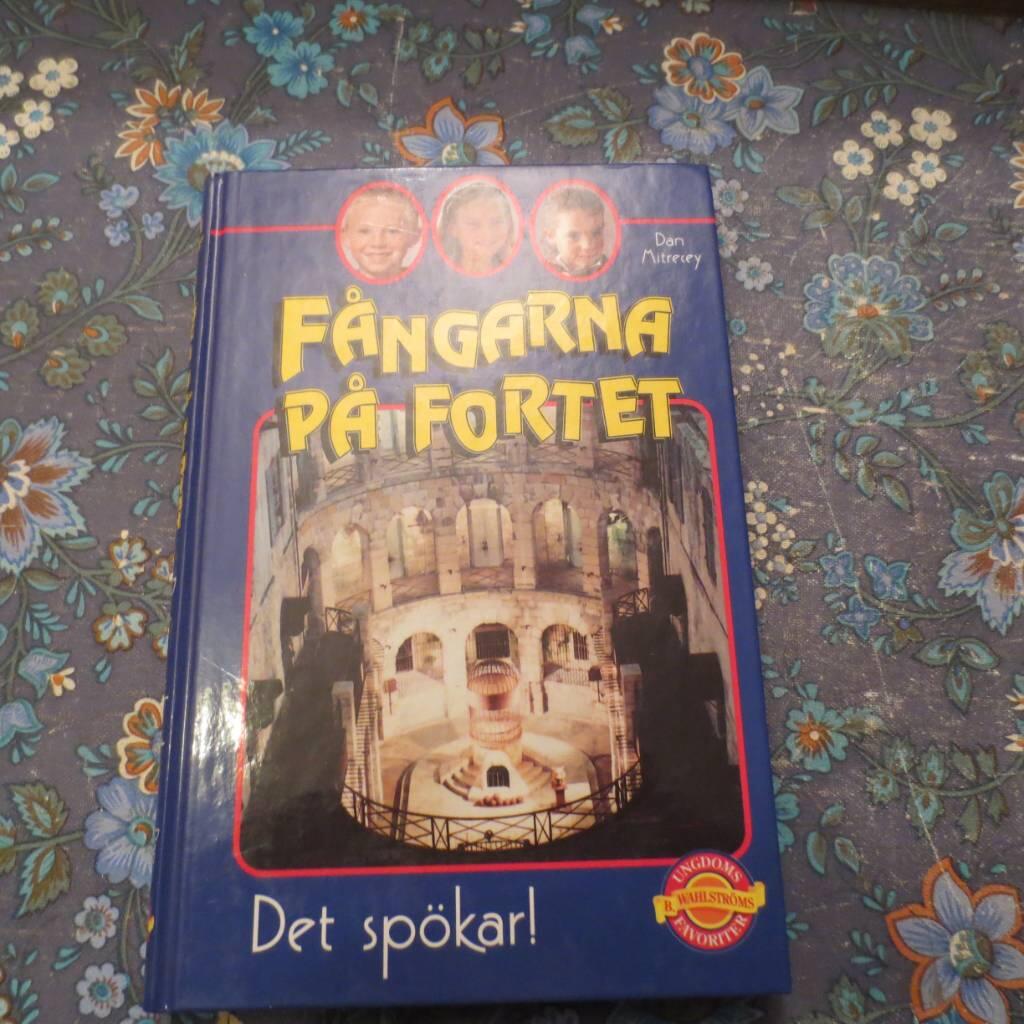 Dan
Mitrecey
FÅNGARNA
PÅ FORTET
Det spökar!
UNGDOMS
B. WAHLSTRÖMS
FAVORITER